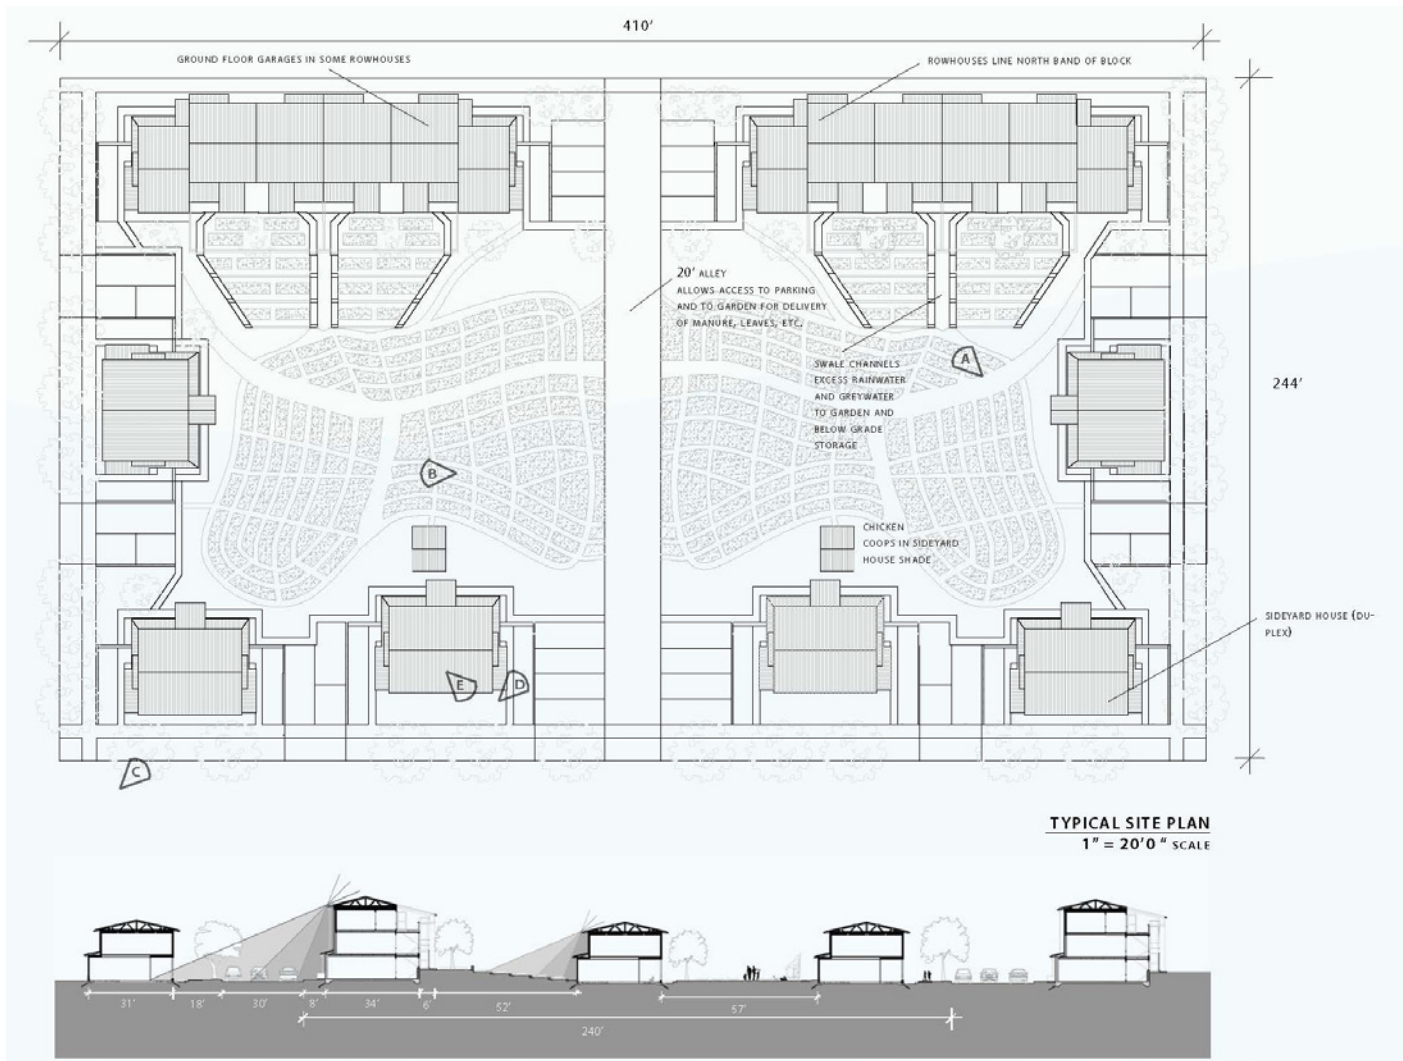 410'
GROUND FLOOR GARAGES IN SOME ROWHOUSES
ROWHOUSES LINE NORTH BAND OF BLOCK
20' ALLEY
ALLOWS ACCESS TO PARKING
AND TO GARDEN FOR DELIVERY
OF MANURE, LEAVES, ETC.
A
SWALE CHANNELS
EXCESS RAINWATER
AND GREYWATER
TO GARDEN AND
BELOW GRADE
STORAGE
244'
B
CHICKEN
COOPS IN SIDEYARD
HOUSE SHADE
SIDEYARD HOUSE (DU-
PLEX)
E
D
C
TYPICAL SITE PLAN
1" = 20'0 " SCALE
31'
18'
30'
8'
34'
6'
52'
57'
240'